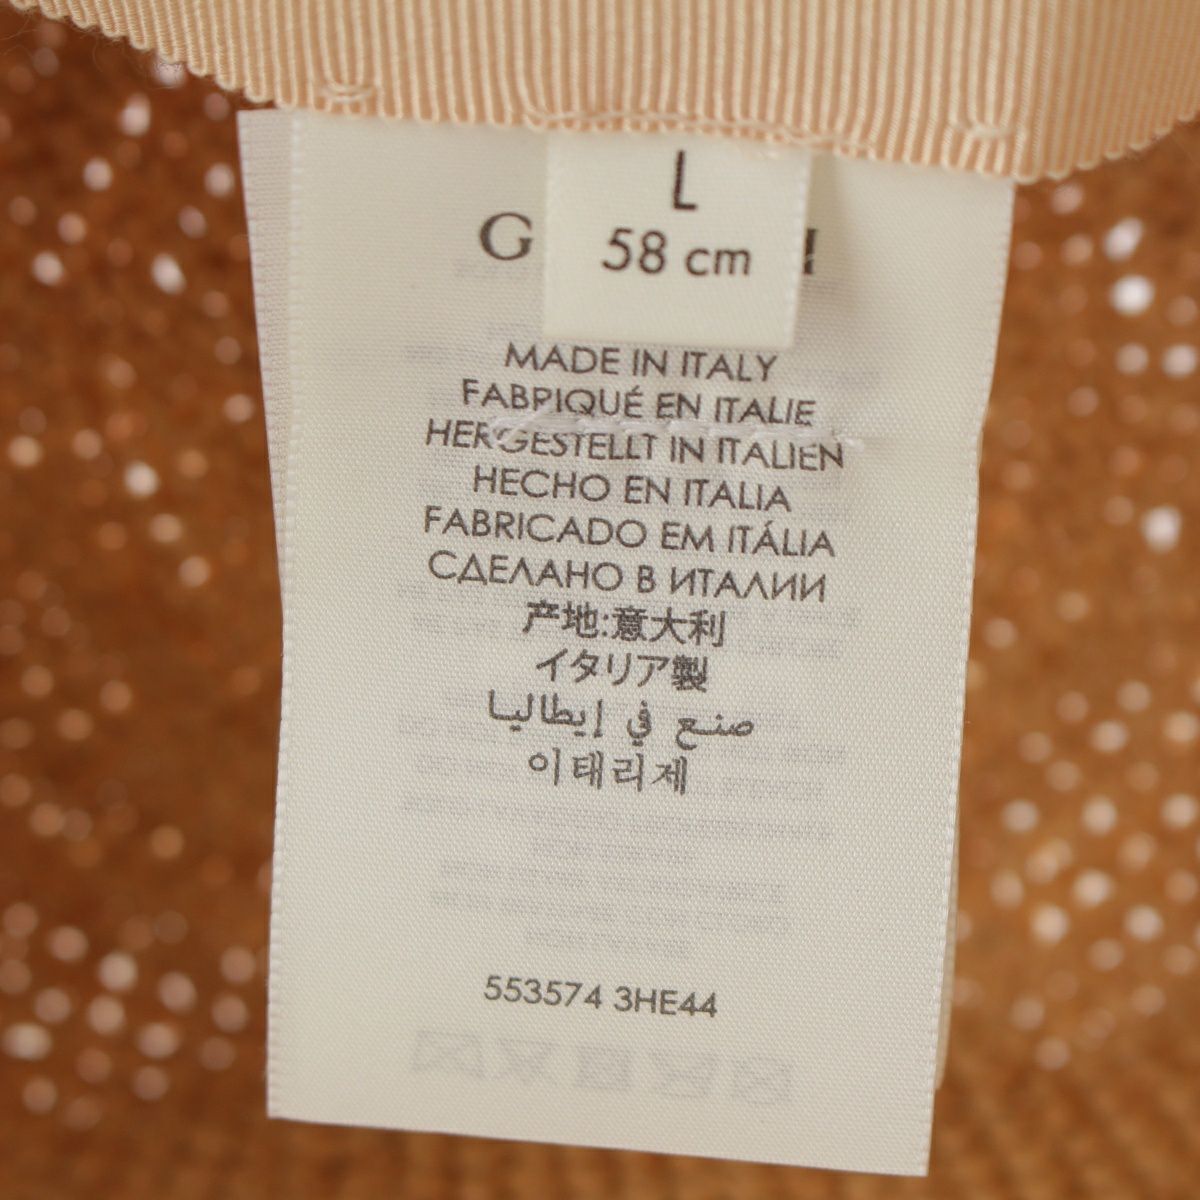 L
58 cm
MADE IN ITALY
FABRIQUÉ EN ITALIE
HERGESTELLT IN ITALIEN
HECHO EN ITALIA
FABRICADO EM ITÁLIA
СДЕЛАНО В ИТАЛИИ
产地:意大利
イタリア製
صنع في إيطاليا
이태리제
553574 3HE44